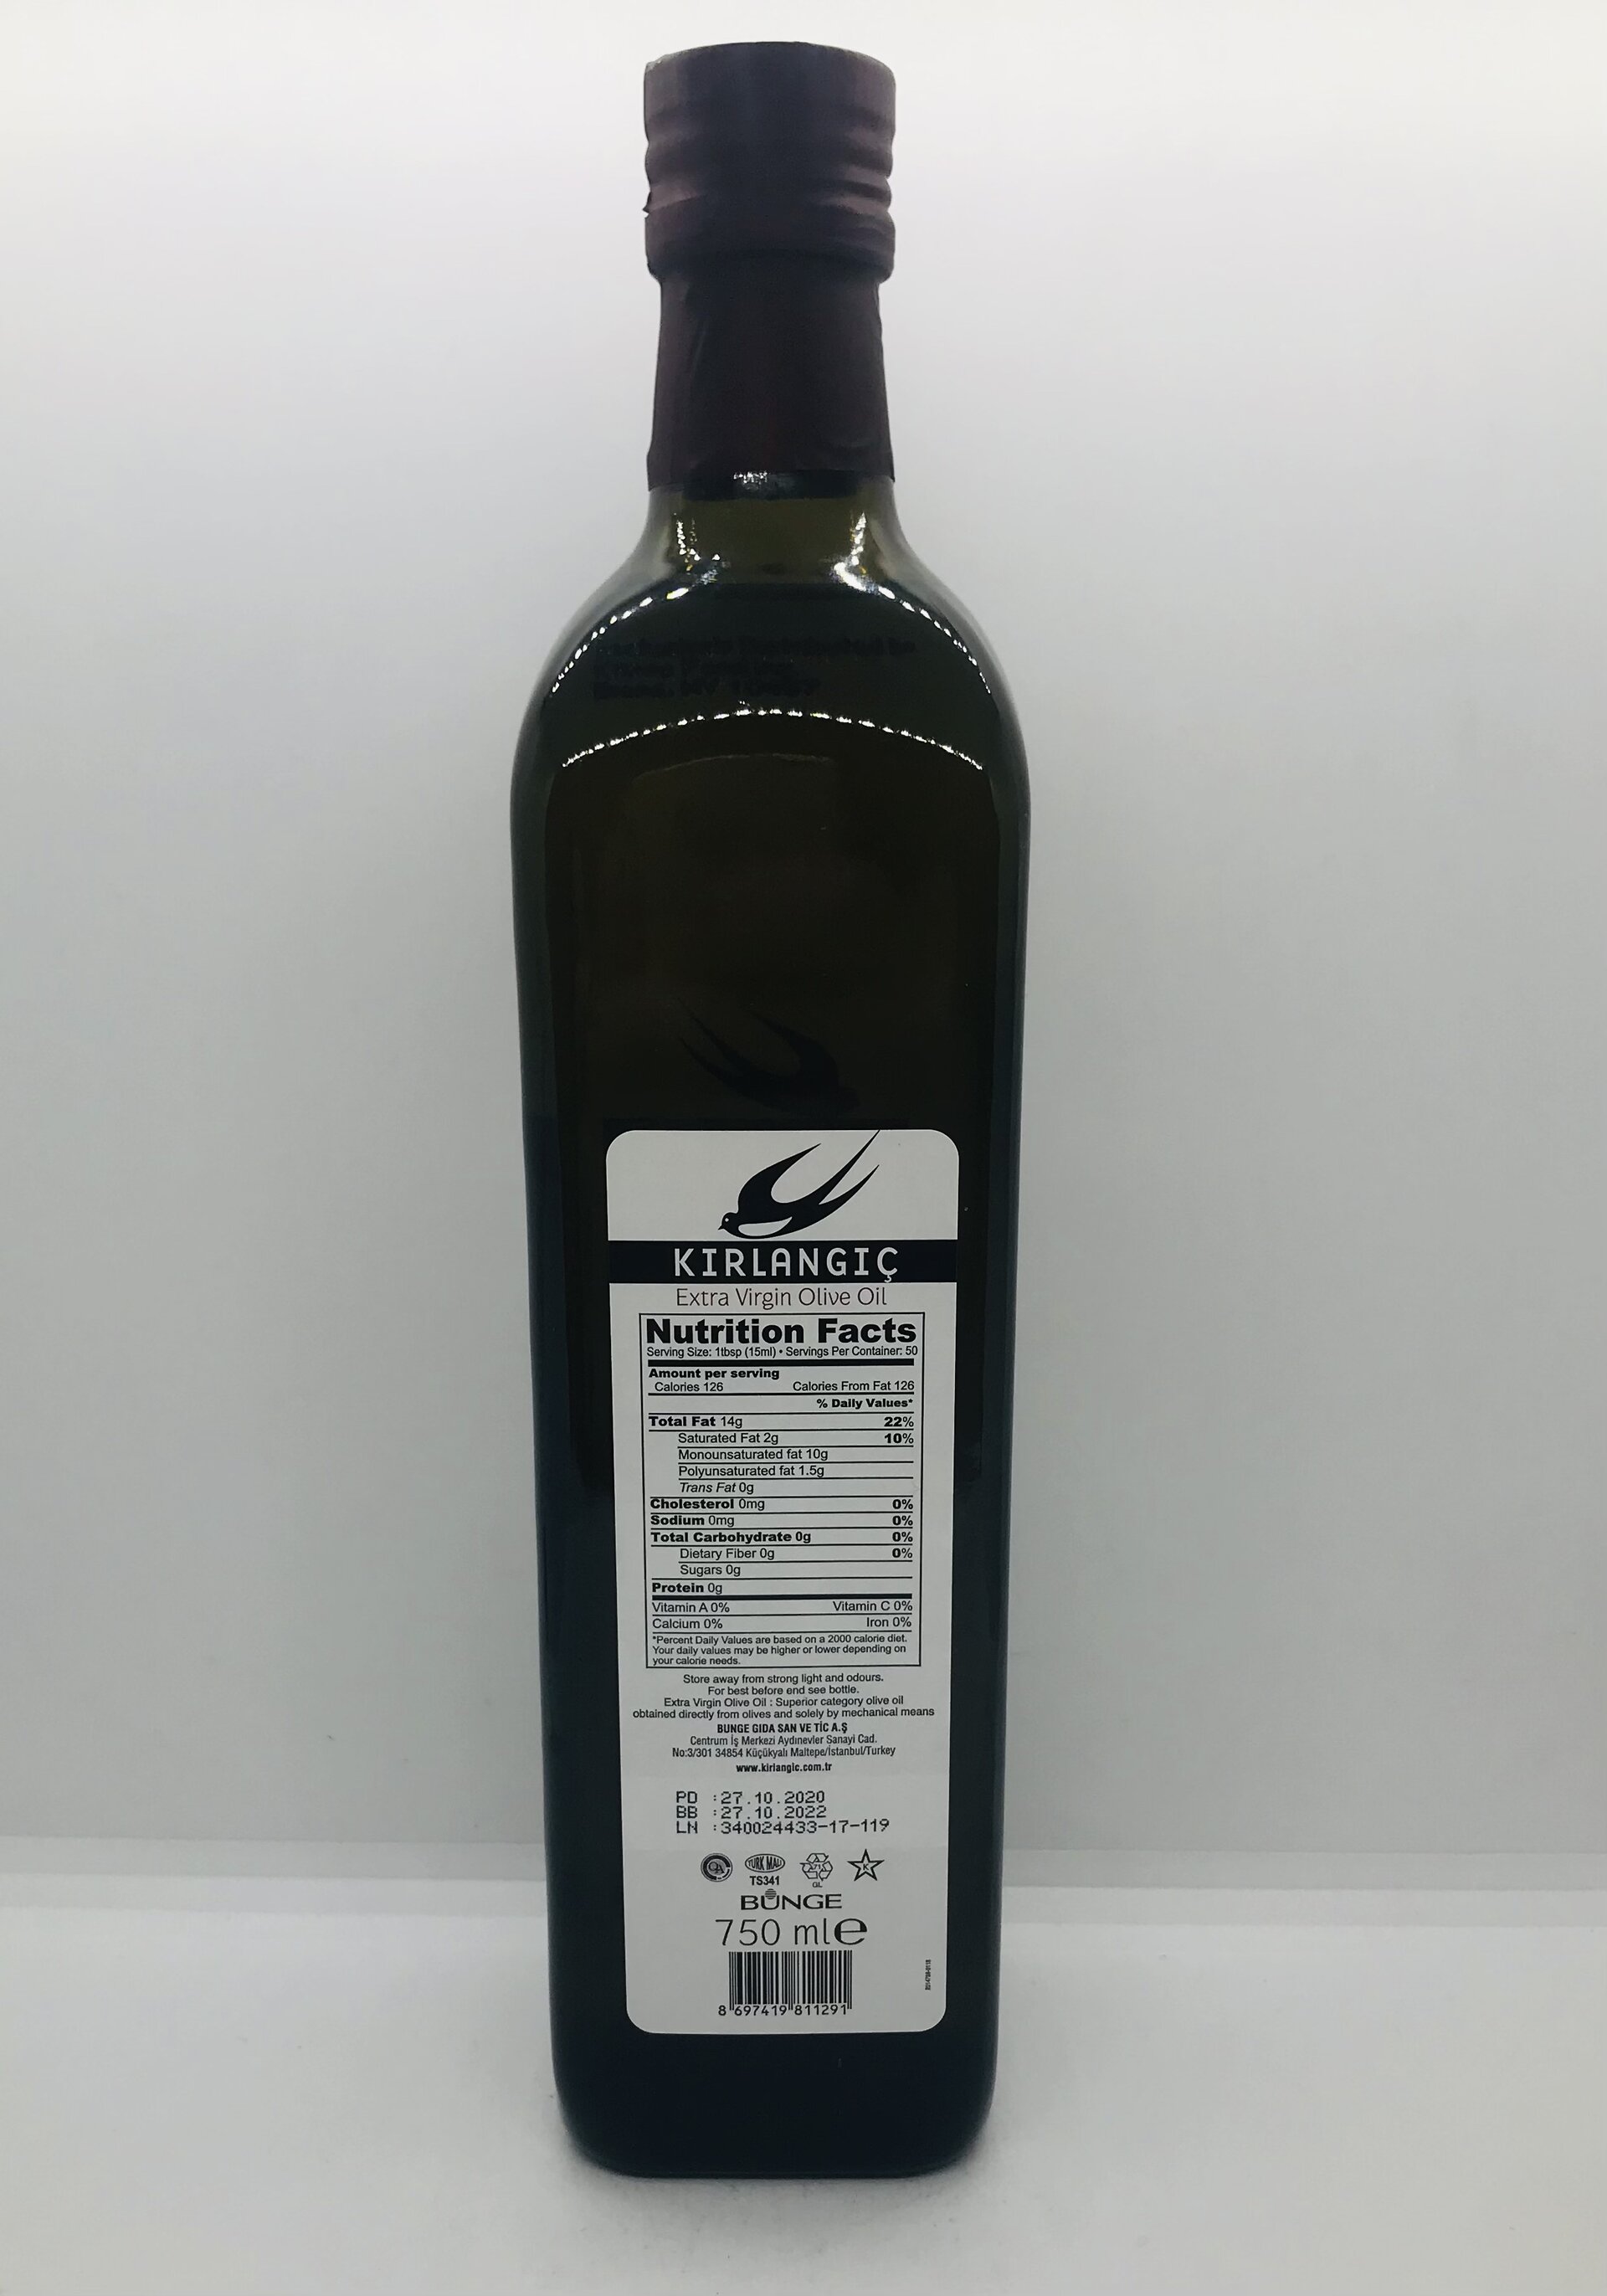 KIRLANGIÇ
Extra Virgin Olive Oil
Nutrition Facts
Serving Size: 1tbsp (15ml) • Servings Per Container: 50
Amount per serving
Calories 126 Calories From Fat 126
% Daily Values*
Total Fat 14g 22%
Saturated Fat 2g 10%
Monounsaturated fat 10g
Polyunsaturated fat 1.5g
Trans Fat 0g
Cholesterol 0mg 0%
Sodium 0mg 0%
Total Carbohydrate 0g 0%
Dietary Fiber 0g 0%
Sugars 0g
Protein 0g
Vitamin A 0% Vitamin C 0%
Calcium 0% Iron 0%
*Percent Daily Values are based on a 2000 calorie diet.
Your daily values may be higher or lower depending on
your calorie needs.
Store away from strong light and odours.
For best before end see bottle.
Extra Virgin Olive Oil : Superior category olive oil
obtained directly from olives and solely by mechanical means
BUNGE GIDA SAN VE TİC A.Ş
Centrum İş Merkezi Aydınevler Sanayi Cad.
No:3/301 34854 Küçükyalı Maltepe/İstanbul/Turkey
www.kirlangic.com.tr
PD :27.10.2020
BB :27.10.2022
LN :340024433-17-119
TÜRK MALI
71
K
TS341
GL
BUNGE
750 ml e
8 697419 811291